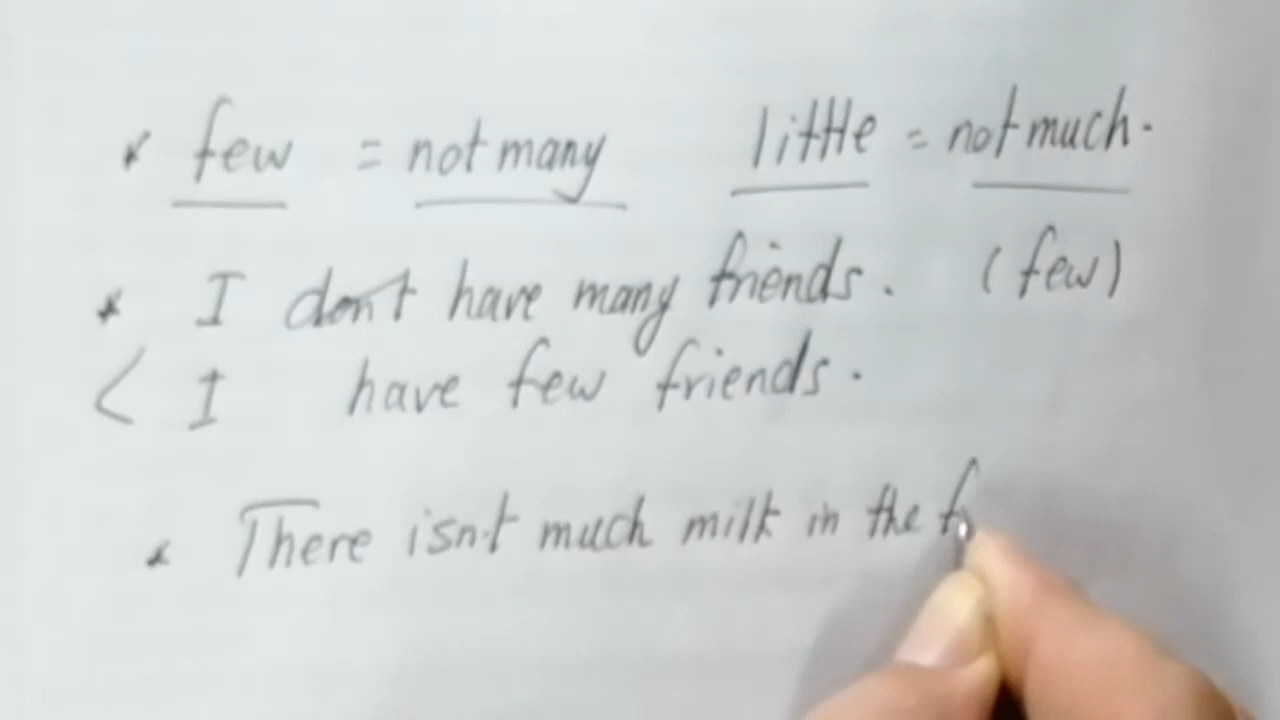 few = not many little = not much.
* I don't have many friends. (few)
< I have few friends.
There isn't much milk in the